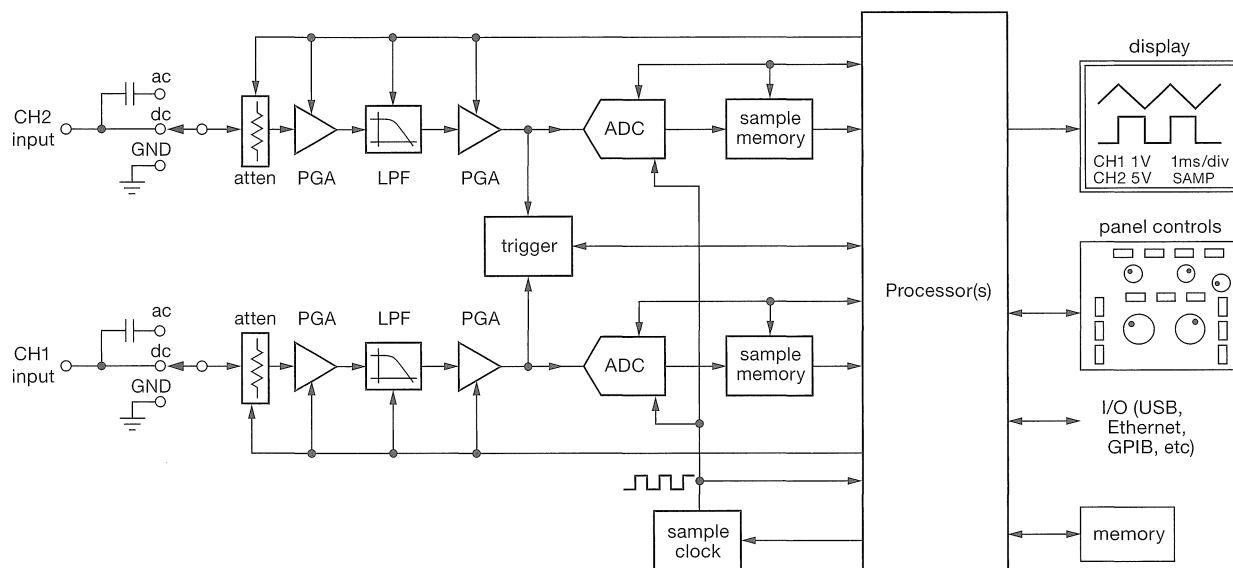 display
ac
CH2
input
dc
GND
atten
PGA
LPF
PGA
ADC
sample
memory
CH1 1V 1ms/div
CH2 5V SAMP
trigger
panel controls
Processor(s)
ac
CH1
input
dc
GND
atten
PGA
LPF
PGA
ADC
sample
memory
I/O (USB,
Ethernet,
GPIB, etc)
sample
clock
memory